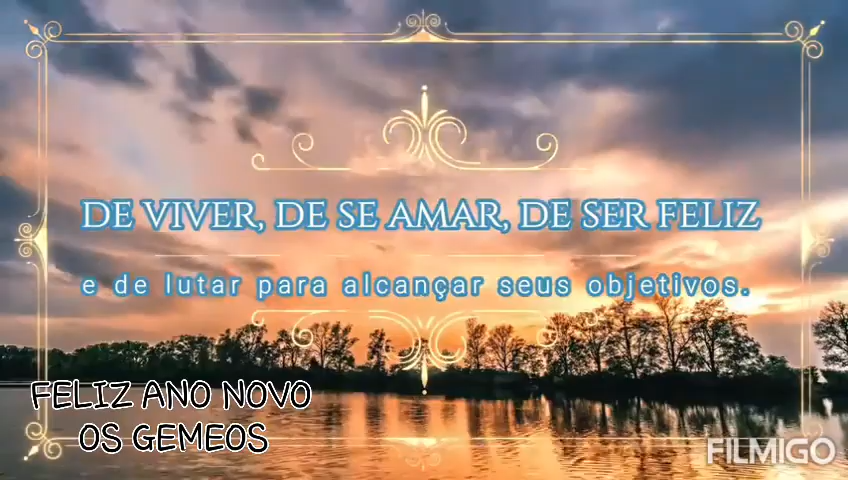 DE VIVER, DE SE AMAR, DE SER FELIZ
e de lutar para alcançar seus objetivos.
FELIZ ANO NOVO
OS GEMEOS
FILMIGO